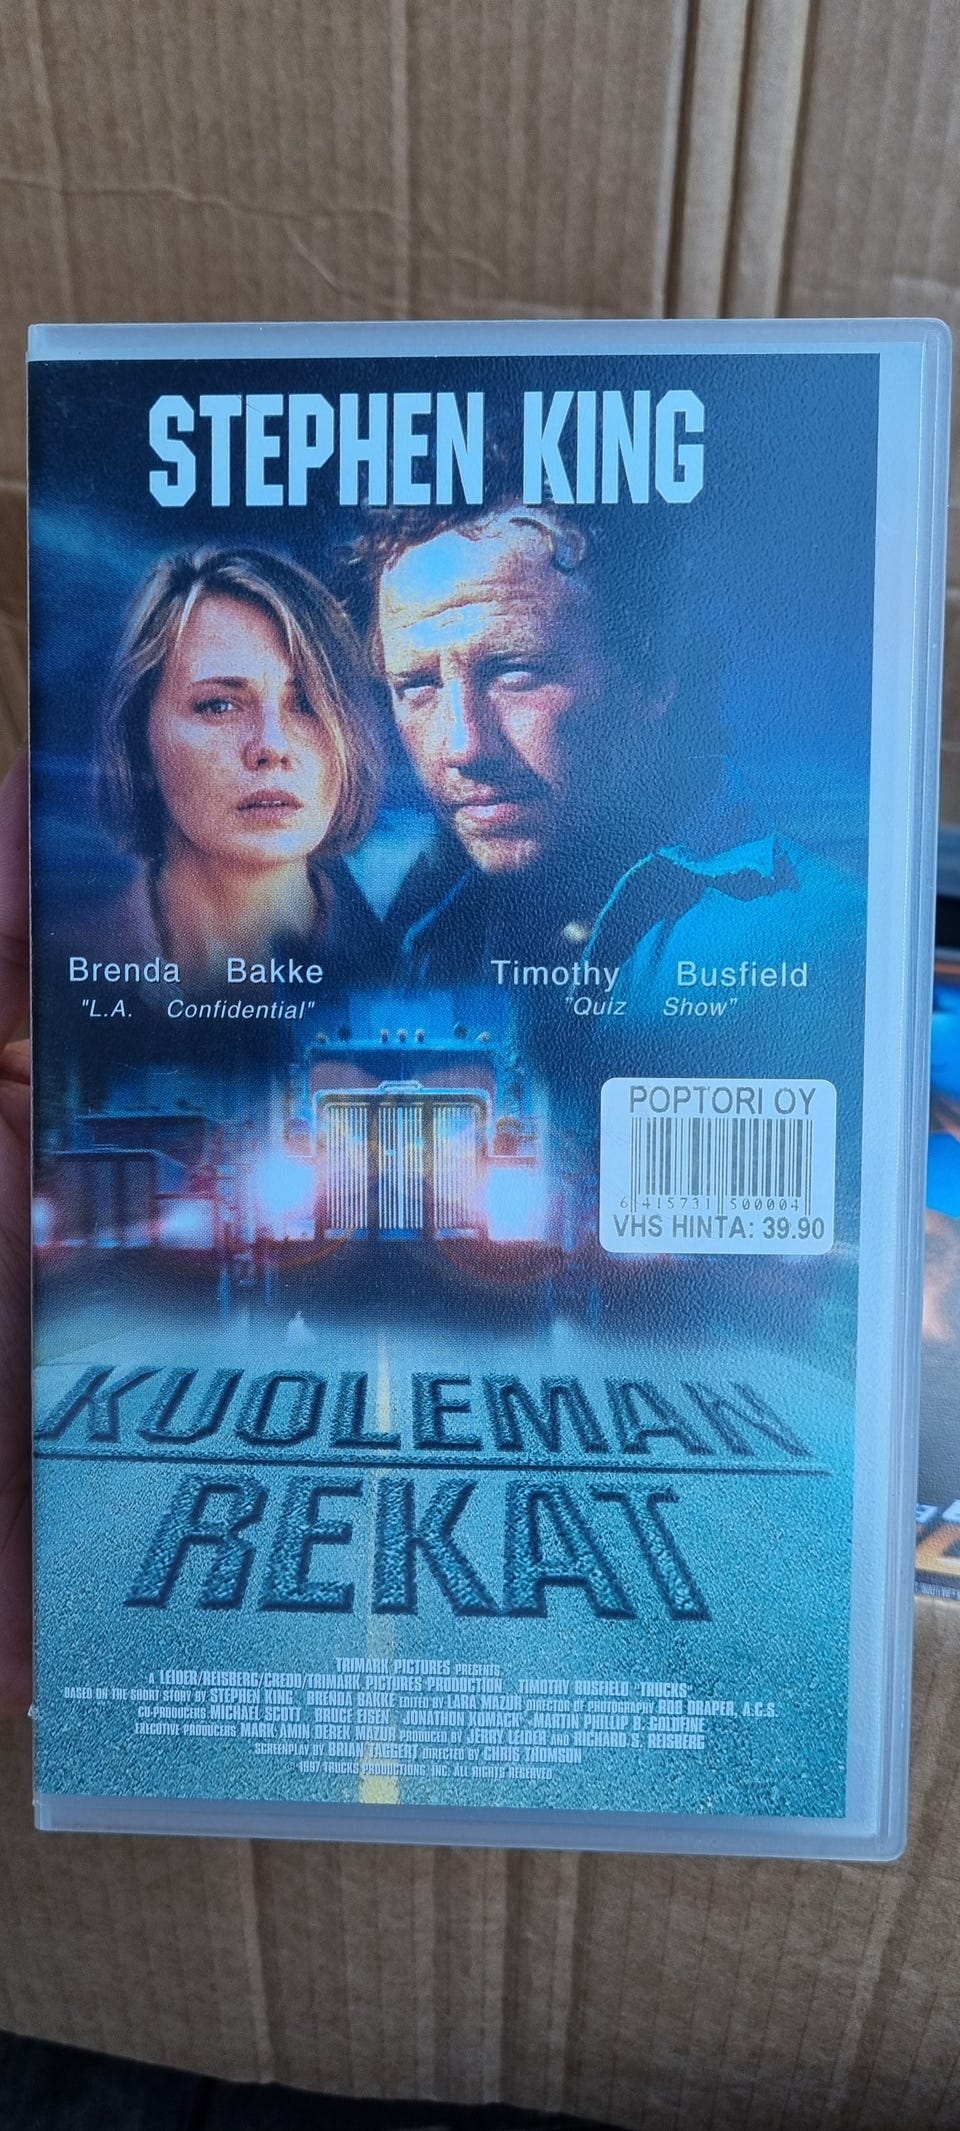 STEPHEN KING
Brenda Bakke
"L.A. Confidential"
Timothy Busfield
"Quiz Show"
POPTORI OY
6 415731 500004
VHS HINTA: 39.90
KUOLEMAN
REKAT
TRIMARK PICTURES PRESENTS
A LEIDER/REISBERG/CREDO/TRIMARK PICTURES PRODUCTION TIMOTHY BUSFIELD "TRUCKS"
BASED ON THE SHORT STORY BY STEPHEN KING BRENDA BAKKE EDITED BY LARA MAZUR DIRECTOR OF PHOTOGRAPHY ROB DRAPER, A.C.S.
CO-PRODUCERS MICHAEL SCOTT BRUCE EISEN JONATHON KOMACK MARTIN PHILLIP B. GOLDFINE
EXECUTIVE PRODUCERS MARK AMIN DEREK MAZUR PRODUCED BY JERRY LEIDER AND RICHARD S. REISBERG
SCREENPLAY BY BRIAN TAGGERT DIRECTED BY CHRIS THOMSON
© 1997 TRUCKS PRODUCTIONS, INC. ALL RIGHTS RESERVED